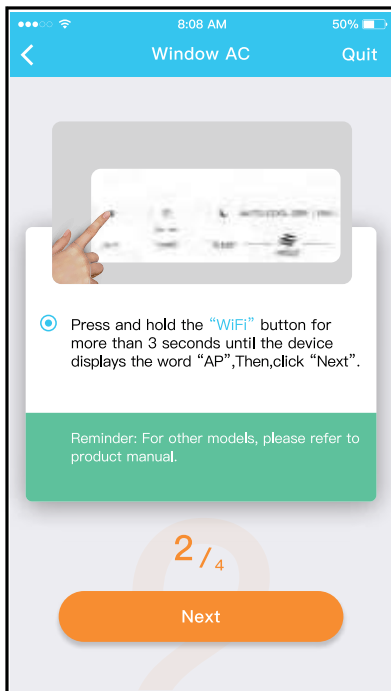 8:08 AM
50%
Window AC
Quit
Press and hold the “WiFi” button for
more than 3 seconds until the device
displays the word “AP”,Then,click “Next”.
Reminder: For other models, please refer to
product manual.
2/4
Next